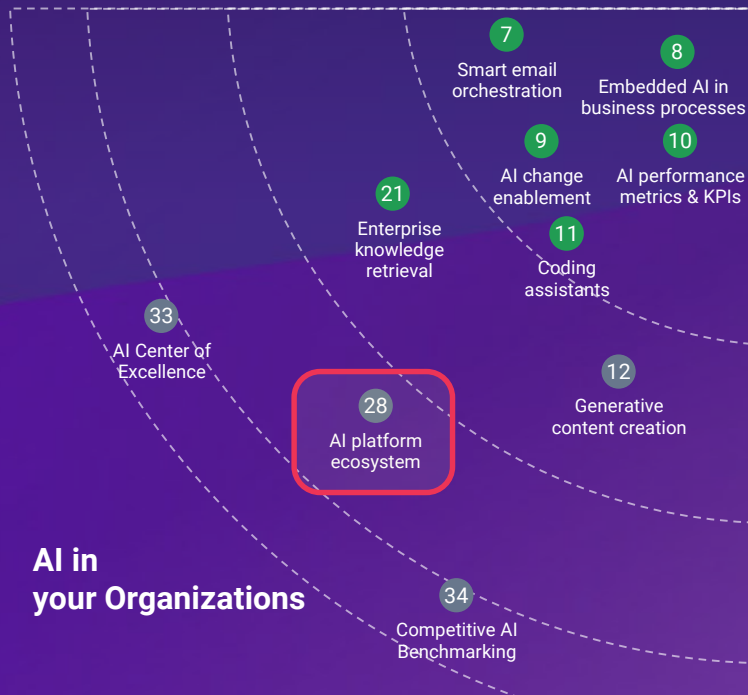 7
Smart email
orchestration
8
Embedded AI in
business processes
9
AI change
enablement
10
AI performance
metrics & KPIs
21
Enterprise
knowledge
retrieval
11
Coding
assistants
33
AI Center of
Excellence
12
Generative
content creation
28
AI platform
ecosystem
AI in
your Organizations
34
Competitive AI
Benchmarking